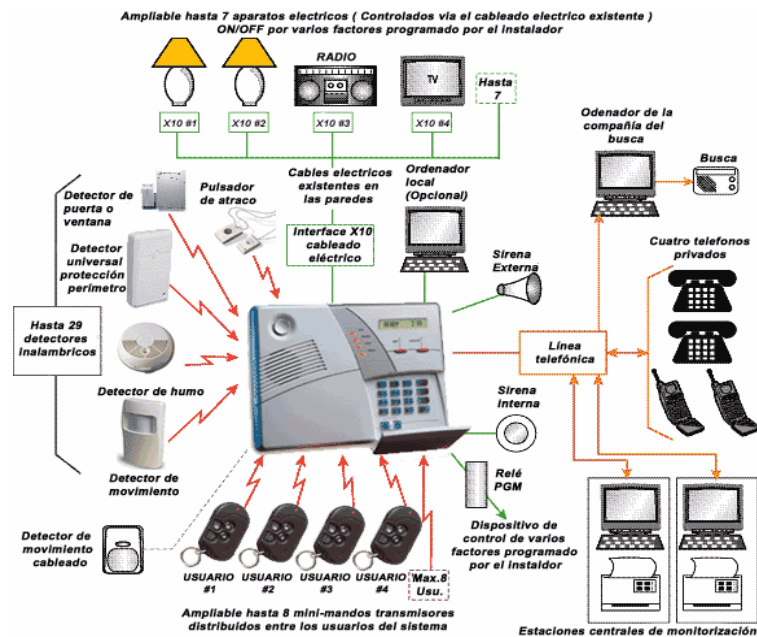 Ampliable hasta 7 aparatos electricos ( Controlados via el cableado electrico existente )
ON/OFF por varios factores programado por el instalador
RADIO
TV
Hasta
7
X10 #1
X10 #2
X10 #3
X10 #4
Odenador de la
compañía del
busca
Busca
Detector de
puerta o
ventana
Pulsador
de atraco
Cables electricos
existentes en
las paredes
Ordenador
local
(Opcional)
Interface X10
cableado
eléctrico
Detector
universal
protección
perímetro
Sirena
Externa
Cuatro telefonos
privados
Hasta 29
detectores
inalambricos
Línea
telefónica
Detector de humo
Sirena
interna
Detector de
movimiento
Relé
PGM
Detector de
movimiento
cableado
Dispositivo de
control de varios
factores programado
por el instaldor
USUARIO
#1
USUARIO
#2
USUARIO
#3
USUARIO
#4
Max.8
Usu.
Ampliable hasta 8 mini-mandos transmisores
distribuidos entre los usuarios del sistema
Estaciones centrales de monitorización